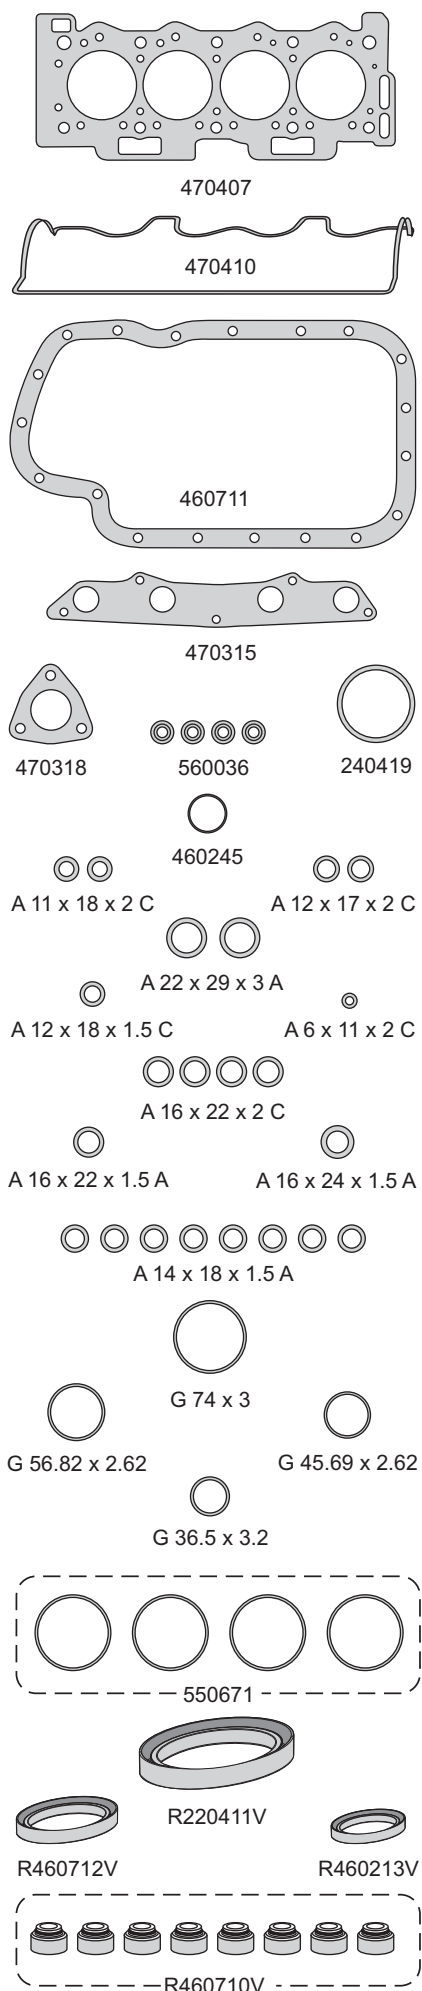 470407
470410
460711
470315
470318
560036
240419
460245
A 11 x 18 x 2 C
A 12 x 17 x 2 C
A 22 x 29 x 3 A
A 12 x 18 x 1.5 C
A 6 x 11 x 2 C
A 16 x 22 x 2 C
A 16 x 22 x 1.5 A
A 16 x 24 x 1.5 A
A 14 x 18 x 1.5 A
G 74 x 3
G 56.82 x 2.62
G 45.69 x 2.62
G 36.5 x 3.2
550671
R220411V
R460712V
R460213V
R460710V